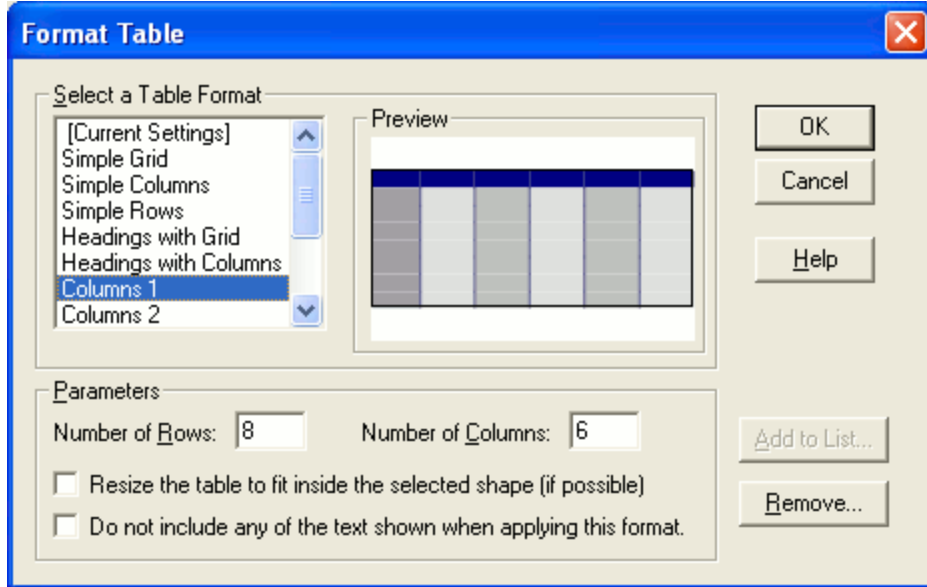 Format Table
Select a Table Format
[Current Settings]
Simple Grid
Simple Columns
Simple Rows
Headings with Grid
Headings with Columns
Columns 1
Columns 2
Preview
OK
Cancel
Help
Parameters
Number of Rows: 8 Number of Columns: 6
Resize the table to fit inside the selected shape (if possible)
Do not include any of the text shown when applying this format.
Add to List...
Remove...